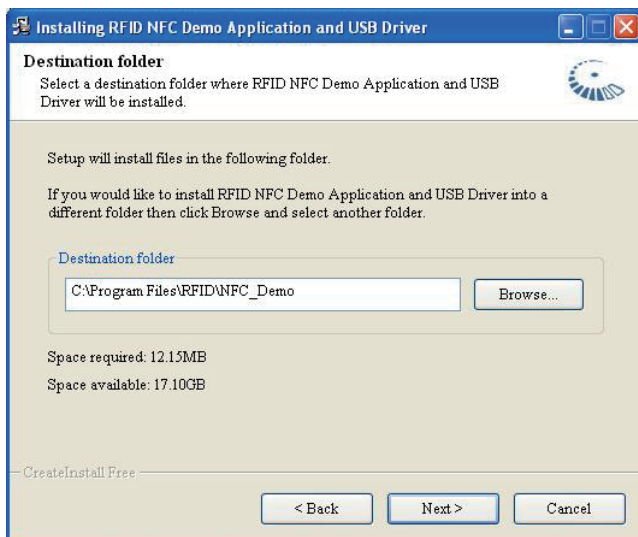 Installing RFID NFC Demo Application and USB Driver
Destination folder
Select a destination folder where RFID NFC Demo Application and USB
Driver will be installed.
Setup will install files in the following folder.
If you would like to install RFID NFC Demo Application and USB Driver into a
different folder then click Browse and select another folder.
Destination folder
C:\Program Files\RFID\NFC_Demo
Browse...
Space required: 12.15MB
Space available: 17.10GB
CreateInstall Free
< Back
Next >
Cancel